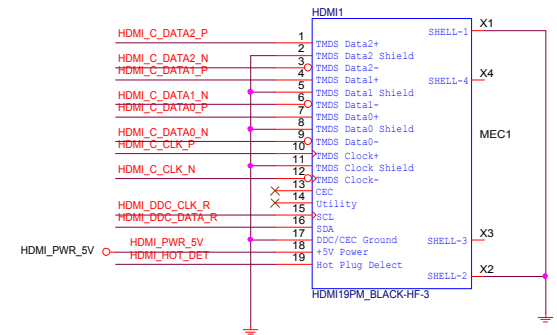 HDMI1
HDMI_C_DATA2_P
1
TMDS Data2+
SHELL-1
X1
2
TMDS Data2 Shield
HDMI_C_DATA2_N
3
TMDS Data2-
HDMI_C_DATA1_P
4
TMDS Data1+
SHELL-4
X4
5
TMDS Data1 Shield
HDMI_C_DATA1_N
6
TMDS Data1-
HDMI_C_DATA0_P
7
TMDS Data0+
8
TMDS Data0 Shield
MEC1
HDMI_C_DATA0_N
9
TMDS Data0-
HDMI_C_CLK_P
10
TMDS Clock+
11
TMDS Clock Shield
HDMI_C_CLK_N
12
TMDS Clock-
13
CEC
14
Utility
HDMI_DDC_CLK_R
15
SCL
HDMI_DDC_DATA_R
16
SDA
17
DDC/CEC Ground
SHELL-3
X3
HDMI_PWR_5V
HDMI_PWR_5V
18
+5V Power
HDMI_HOT_DET
19
Hot Plug Delect
SHELL-2
X2
HDMI19PM_BLACK-HF-3